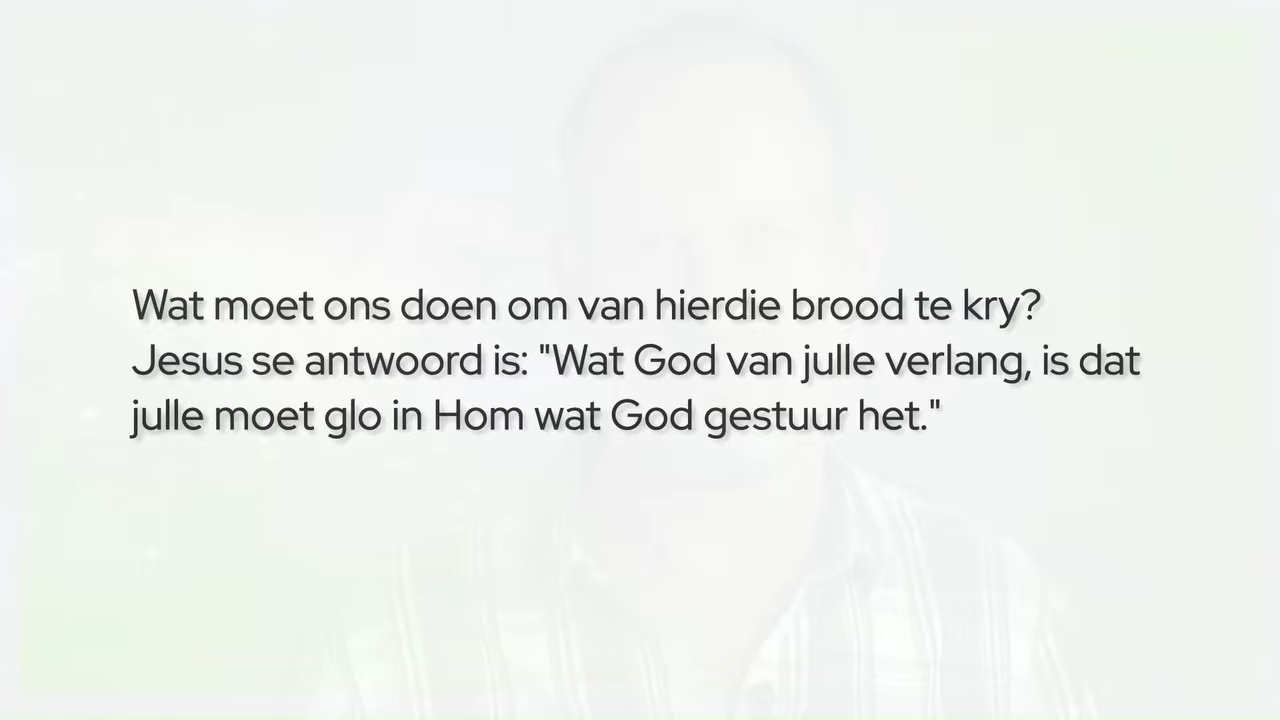 Wat moet ons doen om van hierdie brood te kry?
Jesus se antwoord is: "Wat God van julle verlang, is dat
julle moet glo in Hom wat God gestuur het."